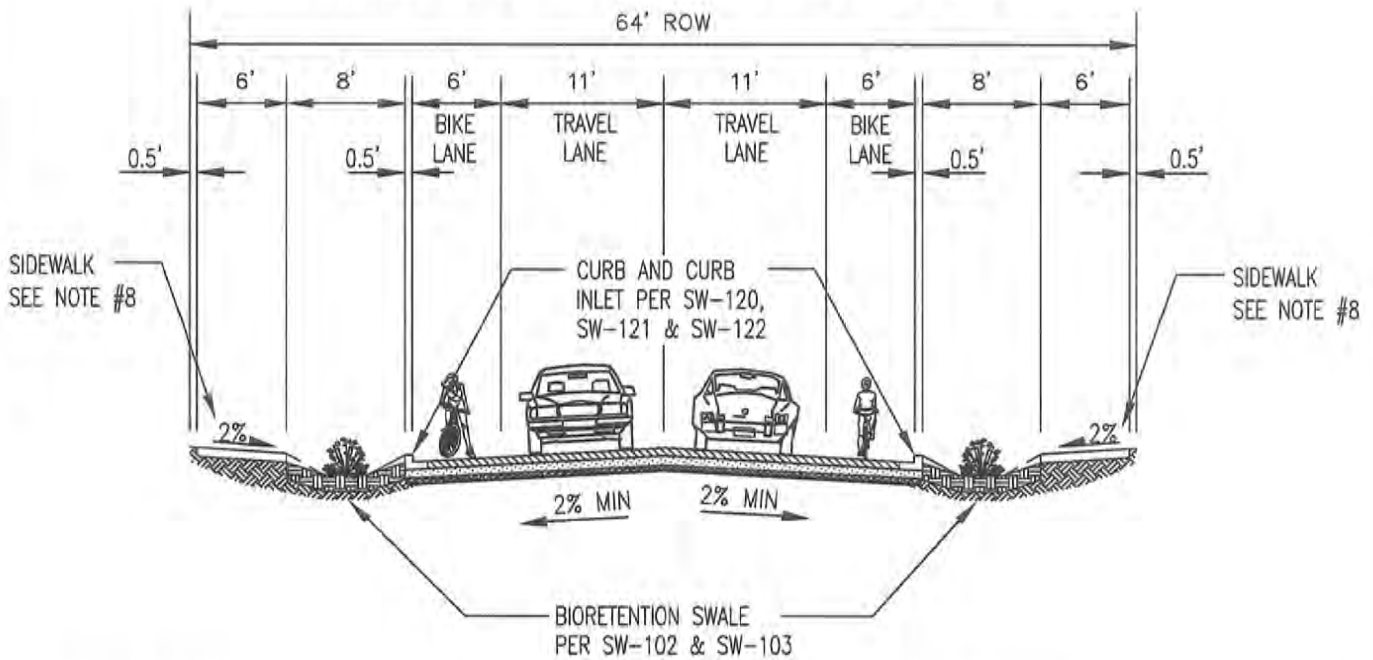 64' ROW
6'
8'
6'
11'
11'
6'
8'
6'
BIKE
LANE
TRAVEL
LANE
TRAVEL
LANE
BIKE
LANE
0.5'
0.5'
0.5'
0.5'
SIDEWALK
SEE NOTE #8
CURB AND CURB
INLET PER SW-120,
SW-121 & SW-122
SIDEWALK
SEE NOTE #8
2%
2%
2% MIN
2% MIN
BIORETENTION SWALE
PER SW-102 & SW-103